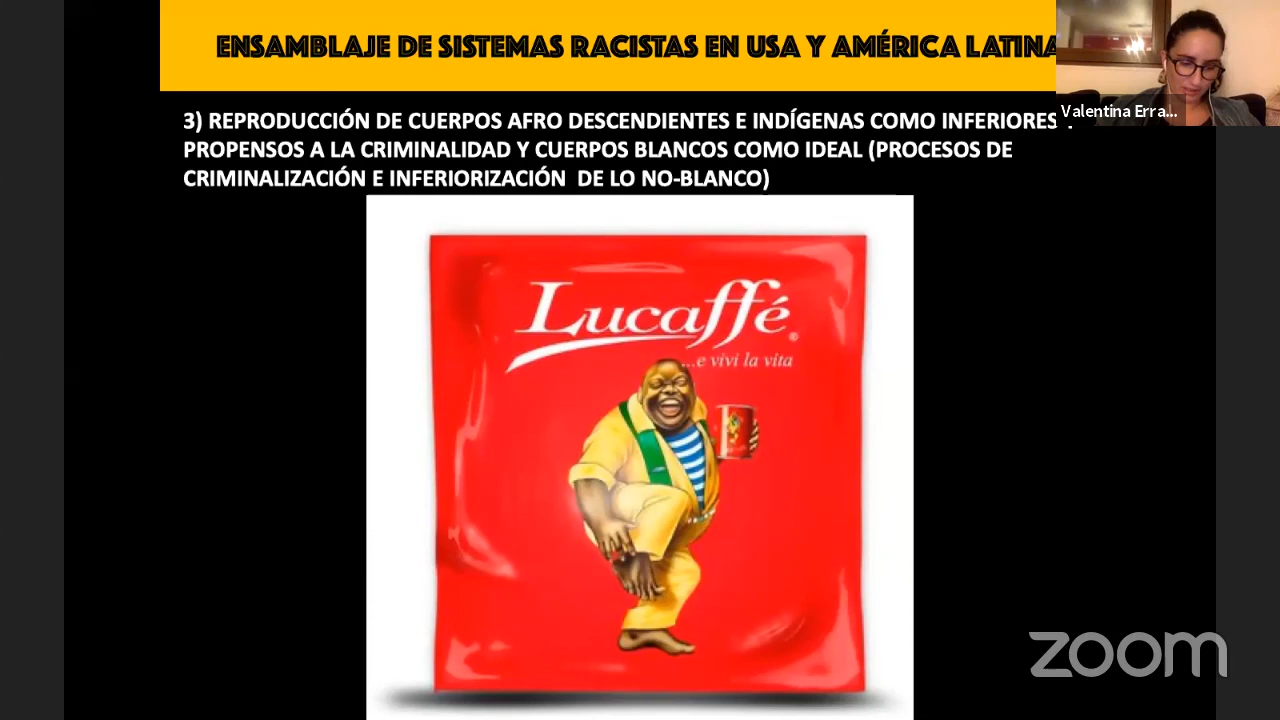 ENSAMBLAJE DE SISTEMAS RACISTAS EN USA Y AMÉRICA LATINA
Valentina Erra...
3) REPRODUCCIÓN DE CUERPOS AFRO DESCENDIENTES E INDÍGENAS COMO INFERIORES
PROPENSOS A LA CRIMINALIDAD Y CUERPOS BLANCOS COMO IDEAL (PROCESOS DE
CRIMINALIZACIÓN E INFERIORIZACIÓN DE LO NO-BLANCO)
Lucaffé
...e vivi la vita
zoom